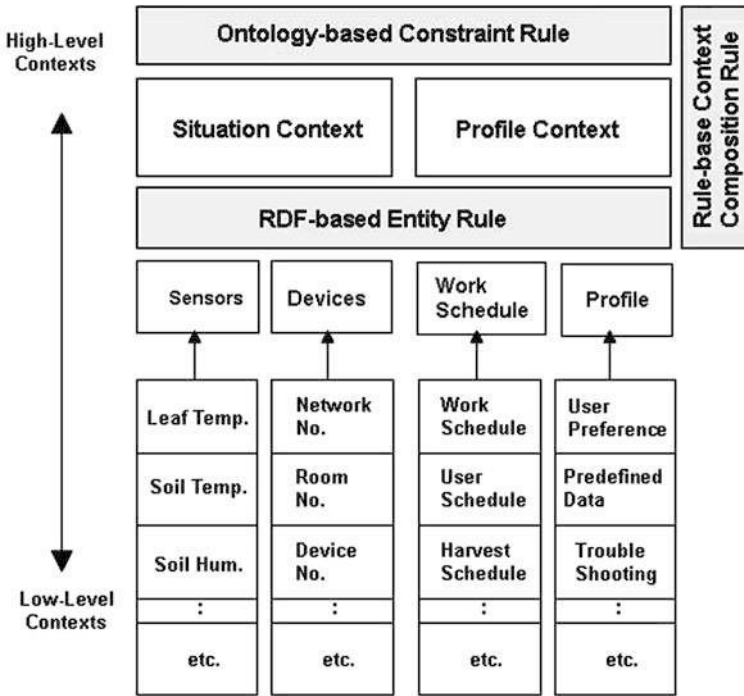 High-Level
Contexts
Ontology-based Constraint Rule
Situation Context
Profile Context
RDF-based Entity Rule
Rule-base Context
Composition Rule
Sensors
Devices
Work
Schedule
Profile
Leaf Temp.
Soil Temp.
Soil Hum.
:
etc.
Network
No.
Room
No.
Device
No.
:
etc.
Work
Schedule
User
Schedule
Harvest
Schedule
:
etc.
User
Preference
Predefined
Data
Trouble
Shooting
:
etc.
Low-Level
Contexts